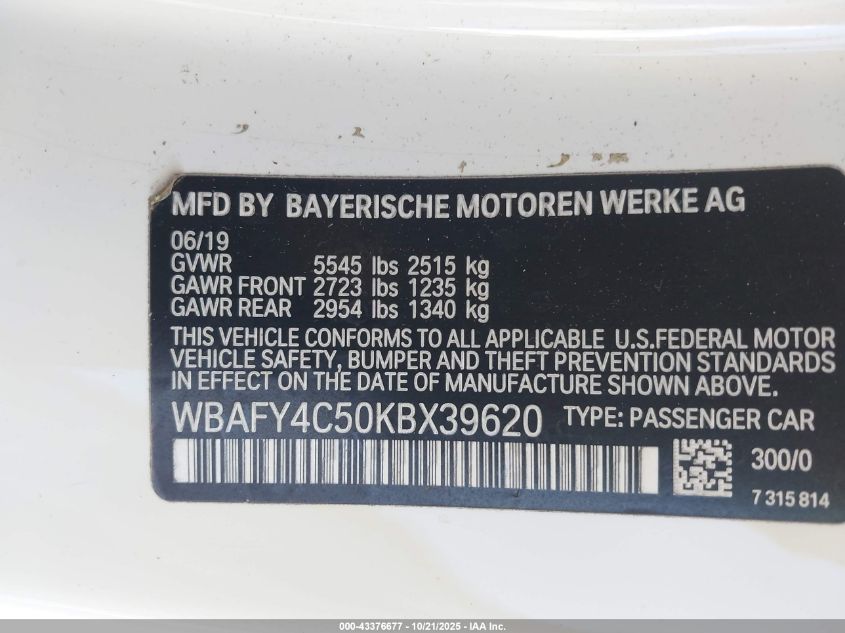 MFD BY BAYERISCHE MOTOREN WERKE AG
06/19
GVWR 5545 lbs 2515 kg
GAWR FRONT 2723 lbs 1235 kg
GAWR REAR 2954 lbs 1340 kg
THIS VEHICLE CONFORMS TO ALL APPLICABLE U.S.FEDERAL MOTOR
VEHICLE SAFETY, BUMPER AND THEFT PREVENTION STANDARDS
IN EFFECT ON THE DATE OF MANUFACTURE SHOWN ABOVE.
WBAFY4C50KBX39620 TYPE: PASSENGER CAR
300/0
7 315 814
000-43376677 - 10/21/2025 - IAA Inc.